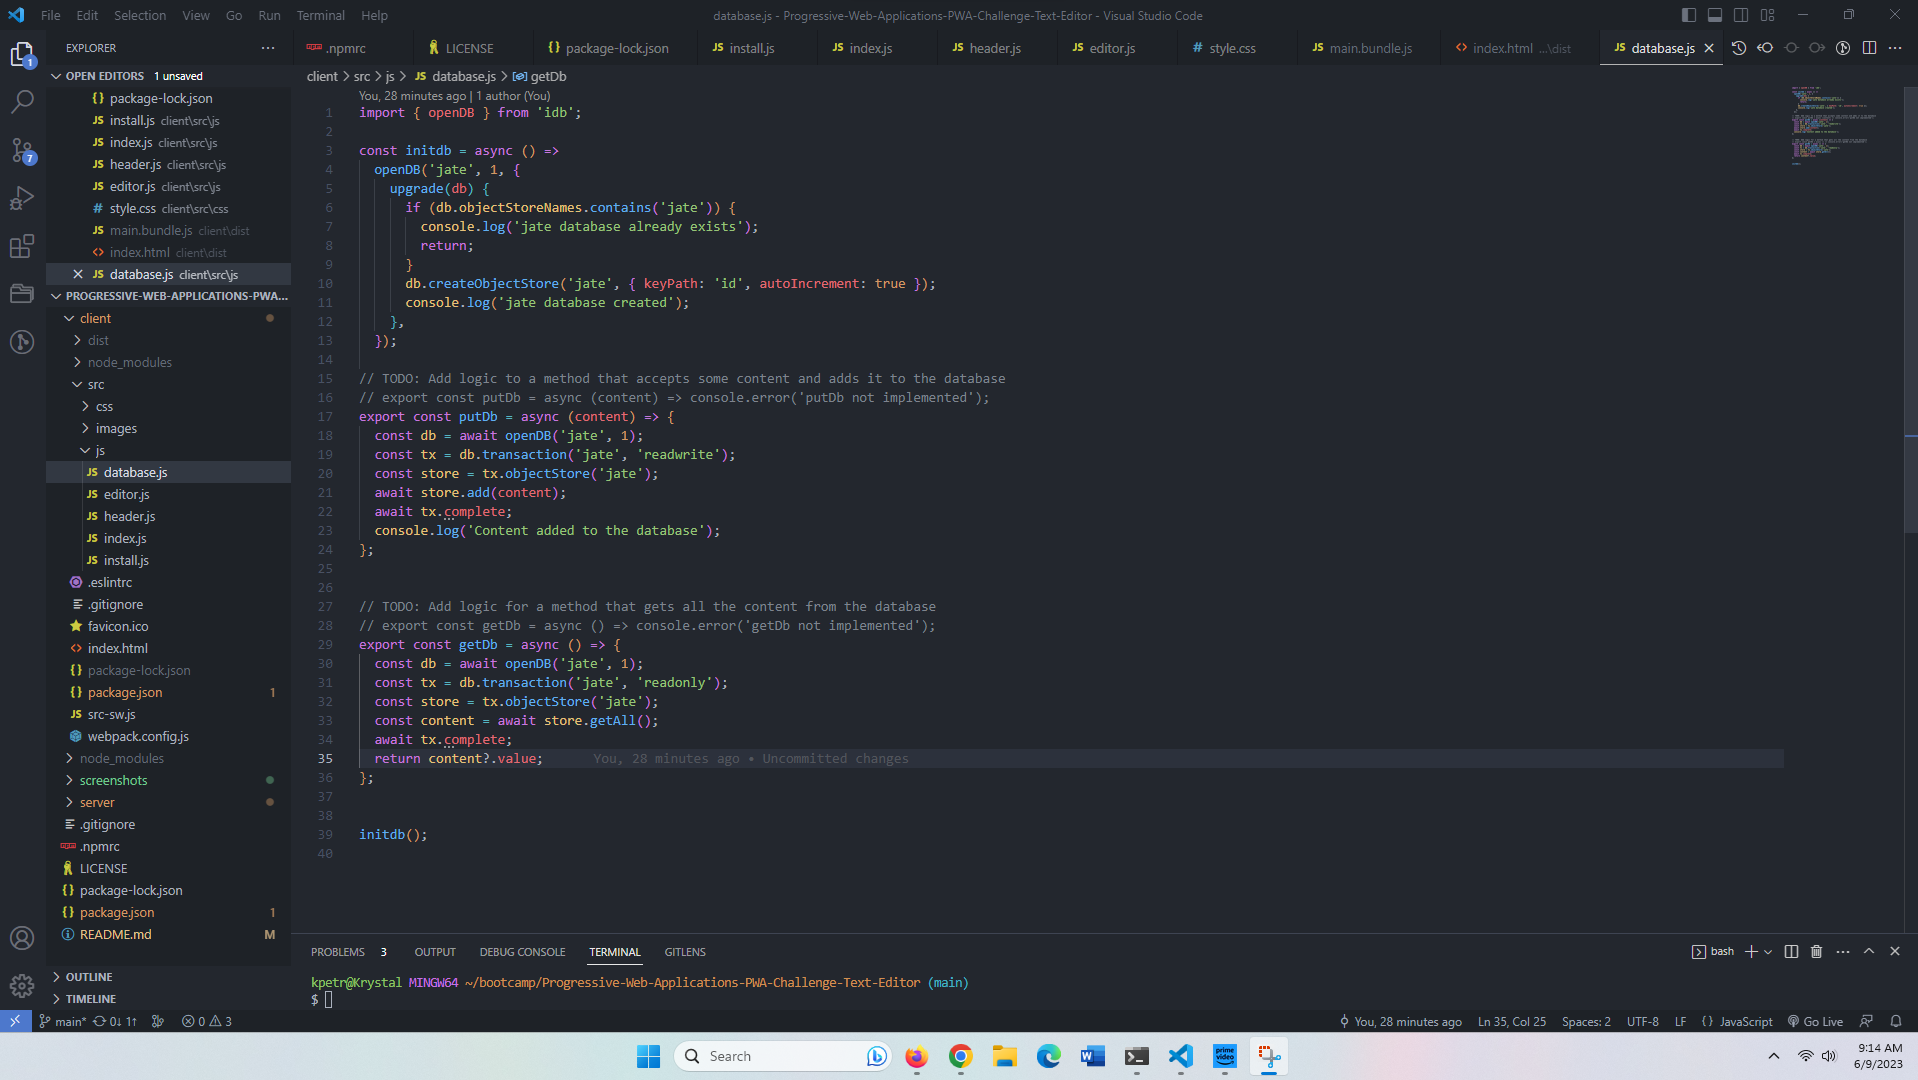 File Edit Selection View Go Run Terminal Help
database.js - Progressive-Web-Applications-PWA-Challenge-Text-Editor - Visual Studio Code
EXPLORER
.npmrc LICENSE package-lock.json install.js index.js header.js editor.js style.css main.bundle.js index.html ...\dist database.js
OPEN EDITORS 1 unsaved
package-lock.json
install.js client\src\js
index.js client\src\js
header.js client\src\js
editor.js client\src\js
style.css client\src\css
main.bundle.js client\dist
index.html client\dist
database.js client\src\js
PROGRESSIVE-WEB-APPLICATIONS-PWA...
client
dist
node_modules
src
css
images
js
database.js
editor.js
header.js
index.js
install.js
.eslintrc
.gitignore
favicon.ico
index.html
package-lock.json
package.json 1
src-sw.js
webpack.config.js
node_modules
screenshots
server
.gitignore
.npmrc
LICENSE
package-lock.json
package.json 1
README.md M
OUTLINE
TIMELINE
1
7
client > src > js > JS database.js > getDb
You, 28 minutes ago | 1 author (You)
1 import { openDB } from 'idb';
2
3 const initdb = async () =>
4 openDB('jate', 1, {
5 upgrade(db) {
6 if (db.objectStoreNames.contains('jate')) {
7 console.log('jate database already exists');
8 return;
9 }
10 db.createObjectStore('jate', { keyPath: 'id', autoIncrement: true });
11 console.log('jate database created');
12 },
13 });
14
15 // TODO: Add logic to a method that accepts some content and adds it to the database
16 // export const putDb = async (content) => console.error('putDb not implemented');
17 export const putDb = async (content) => {
18 const db = await openDB('jate', 1);
19 const tx = db.transaction('jate', 'readwrite');
20 const store = tx.objectStore('jate');
21 await store.add(content);
22 await tx.complete;
23 console.log('Content added to the database');
24 };
25
26
27 // TODO: Add logic for a method that gets all the content from the database
28 // export const getDb = async () => console.error('getDb not implemented');
29 export const getDb = async () => {
30 const db = await openDB('jate', 1);
31 const tx = db.transaction('jate', 'readonly');
32 const store = tx.objectStore('jate');
33 const content = await store.getAll();
34 await tx.complete;
35 return content?.value; You, 28 minutes ago • Uncommitted changes
36 };
37
38
39 initdb();
40
PROBLEMS 3 OUTPUT DEBUG CONSOLE TERMINAL GITLENS
bash
kpetr@Krystal MINGW64 ~/bootcamp/Progressive-Web-Applications-PWA-Challenge-Text-Editor (main)
$
main* 0↓ 1↑ 0 3
You, 28 minutes ago Ln 35, Col 25 Spaces: 2 UTF-8 LF { } JavaScript Go Live
Search
prime video
9:14 AM
6/9/2023